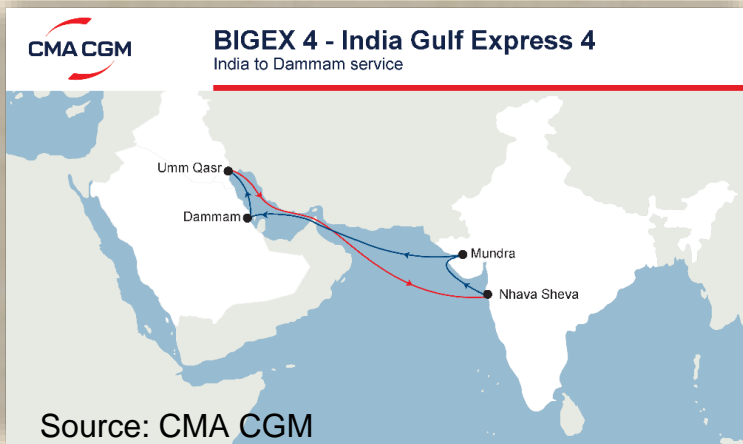 CMA CGM
BIGEX 4 - India Gulf Express 4
India to Dammam service
Umm Qasr
Dammam
Mundra
Nhava Sheva
Source: CMA CGM